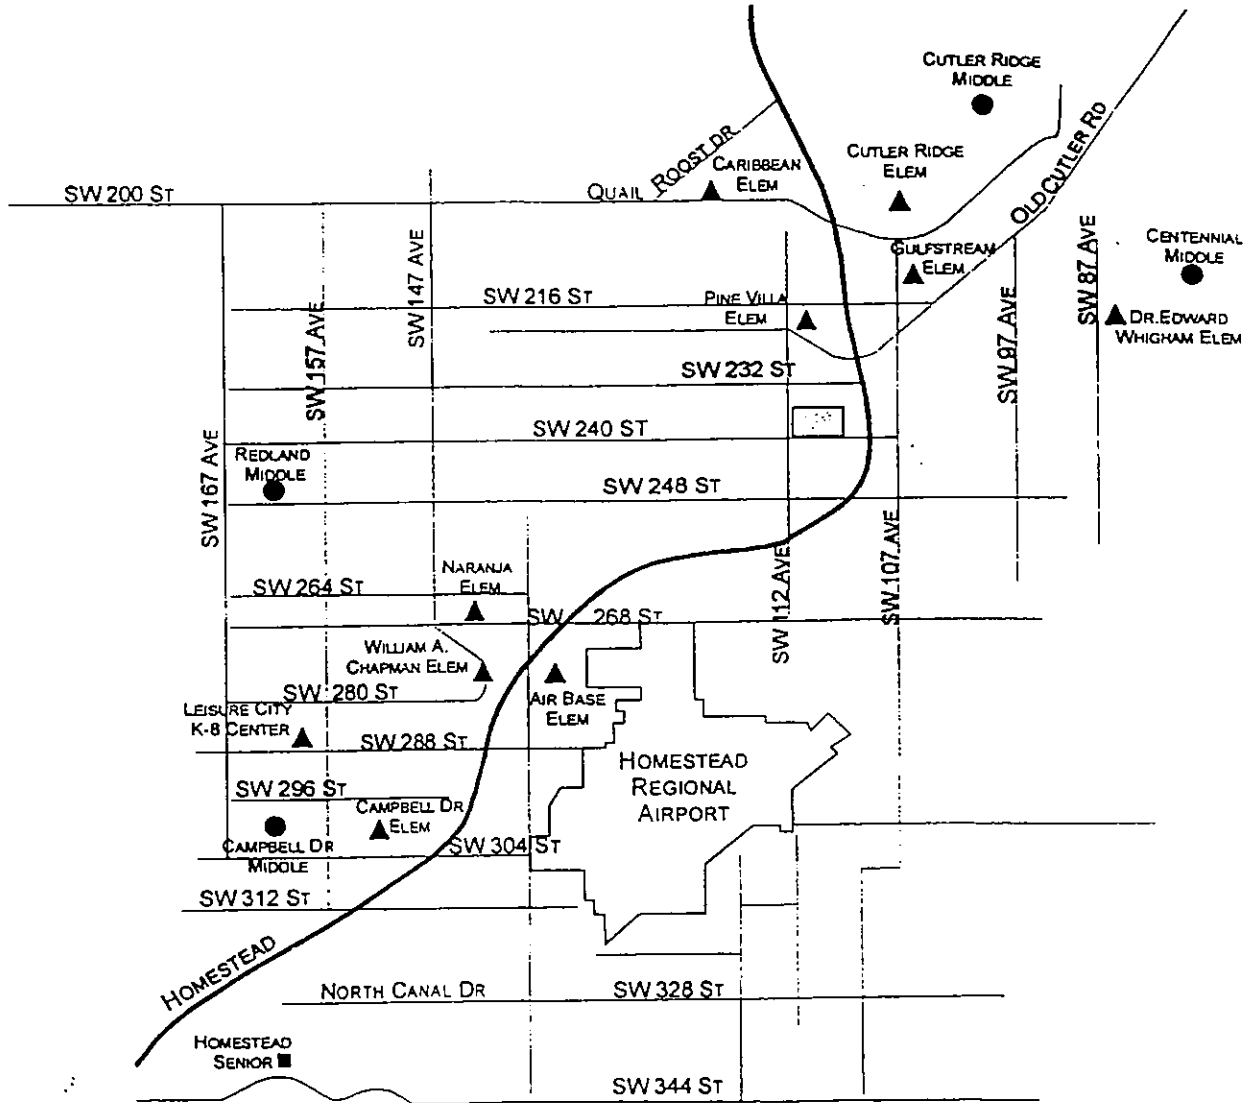 CUTLER RIDGE
MIDDLE
ROOST DR
CARIBBEAN
ELEM
CUTLER RIDGE
ELEM
OLD CUTLER RD
SW 200 ST
QUAIL
CENTENNIAL
MIDDLE
SW 147 AVE
GULFSTREAM
ELEM
SW 87 AVE
SW 216 ST
PINE VILLA
ELEM
SW 157 AVE
SW 97 AVE
DR. EDWARD
WHIGHAM ELEM
SW 232 ST
SW 240 ST
REDLAND
MIDDLE
SW 167 AVE
SW 248 ST
SW 107 AVE
SW 112 AVE
NARANJA
ELEM
SW 264 ST
SW 268 ST
WILLIAM A.
CHAPMAN ELEM
SW 280 ST
AIR BASE
ELEM
LEISURE CITY
K-8 CENTER
SW 288 ST
HOMESTEAD
REGIONAL
AIRPORT
SW 296 ST
CAMPBELL DR
ELEM
CAMPBELL DR
MIDDLE
SW 304 ST
SW 312 ST
HOMESTEAD
NORTH CANAL DR
SW 328 ST
HOMESTEAD
SENIOR
SW 344 ST